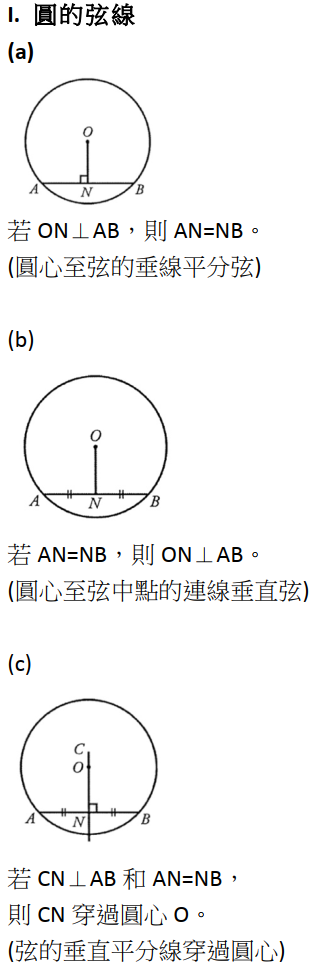 I. 圓的弦線
(a)
O
A N B
若 ON⊥AB，則 AN=NB。
(圓心至弦的垂線平分弦)
(b)
O
A N B
若 AN=NB，則 ON⊥AB。
(圓心至弦中點的連線垂直弦)
(c)
C
O
A N B
若 CN⊥AB 和 AN=NB，
則 CN 穿過圓心 O。
(弦的垂直平分線穿過圓心)